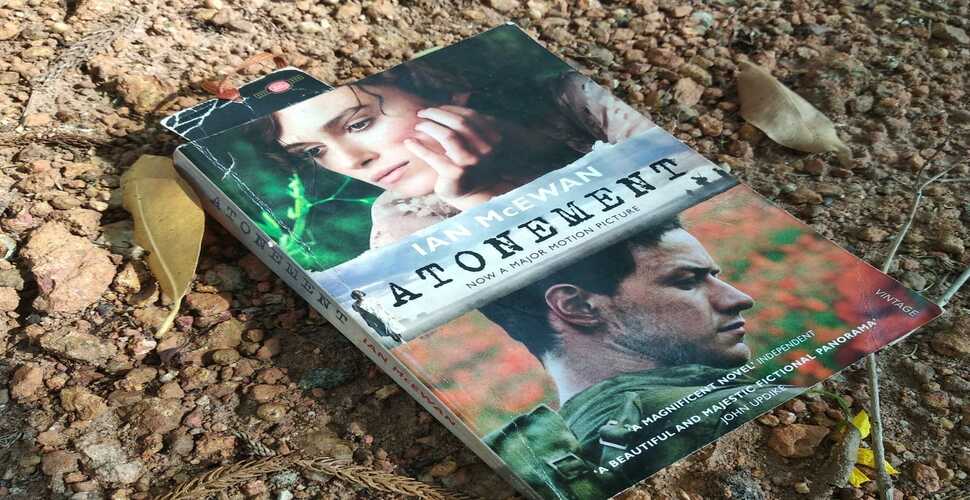 IAN McEWAN
ATONEMENT
NOW A MAJOR MOTION PICTURE
VINTAGE
'A MAGNIFICENT NOVEL' INDEPENDENT
'A BEAUTIFUL AND MAJESTIC FICTIONAL PANORAMA'
JOHN UPDIKE
ATONEMENT
IAN McEWAN